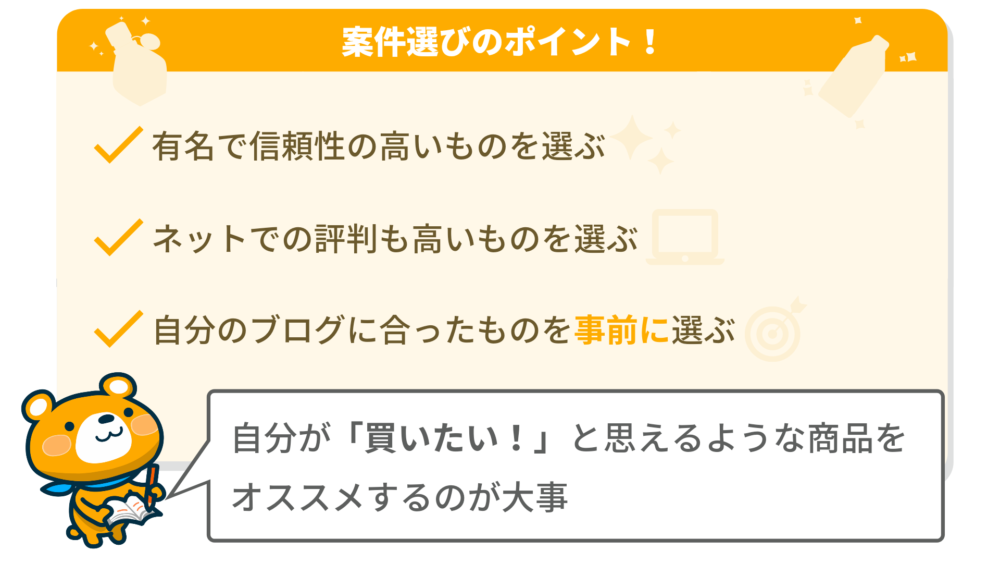 案件選びのポイント！
有名で信頼性の高いものを選ぶ
ネットでの評判も高いものを選ぶ
自分のブログに合ったものを事前に選ぶ
自分が「買いたい！」と思えるような商品を
オススメするのが大事